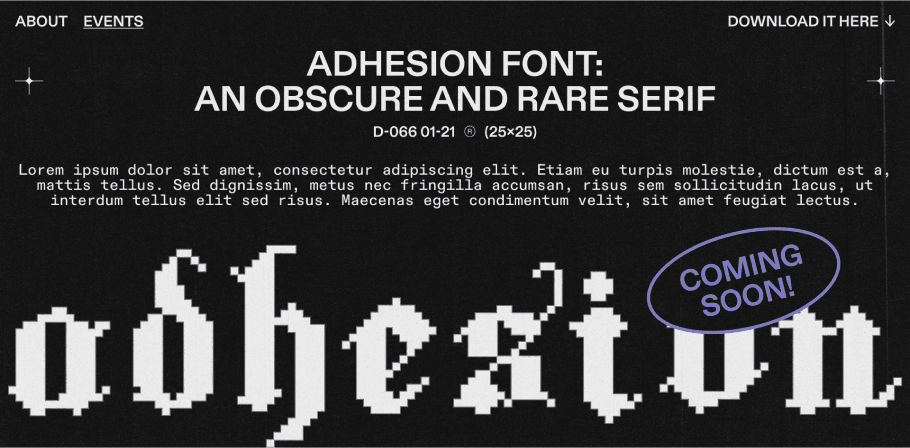 ABOUT EVENTS DOWNLOAD IT HERE ↓
ADHESION FONT:
AN OBSCURE AND RARE SERIF
D-066 01-21 ® (25×25)
Lorem ipsum dolor sit amet, consectetur adipiscing elit. Etiam eu turpis molestie, dictum est a,
mattis tellus. Sed dignissim, metus nec fringilla accumsan, risus sem sollicitudin lacus, ut
interdum tellus elit sed risus. Maecenas eget condimentum velit, sit amet feugiat lectus.
COMING
SOON!
adhesion